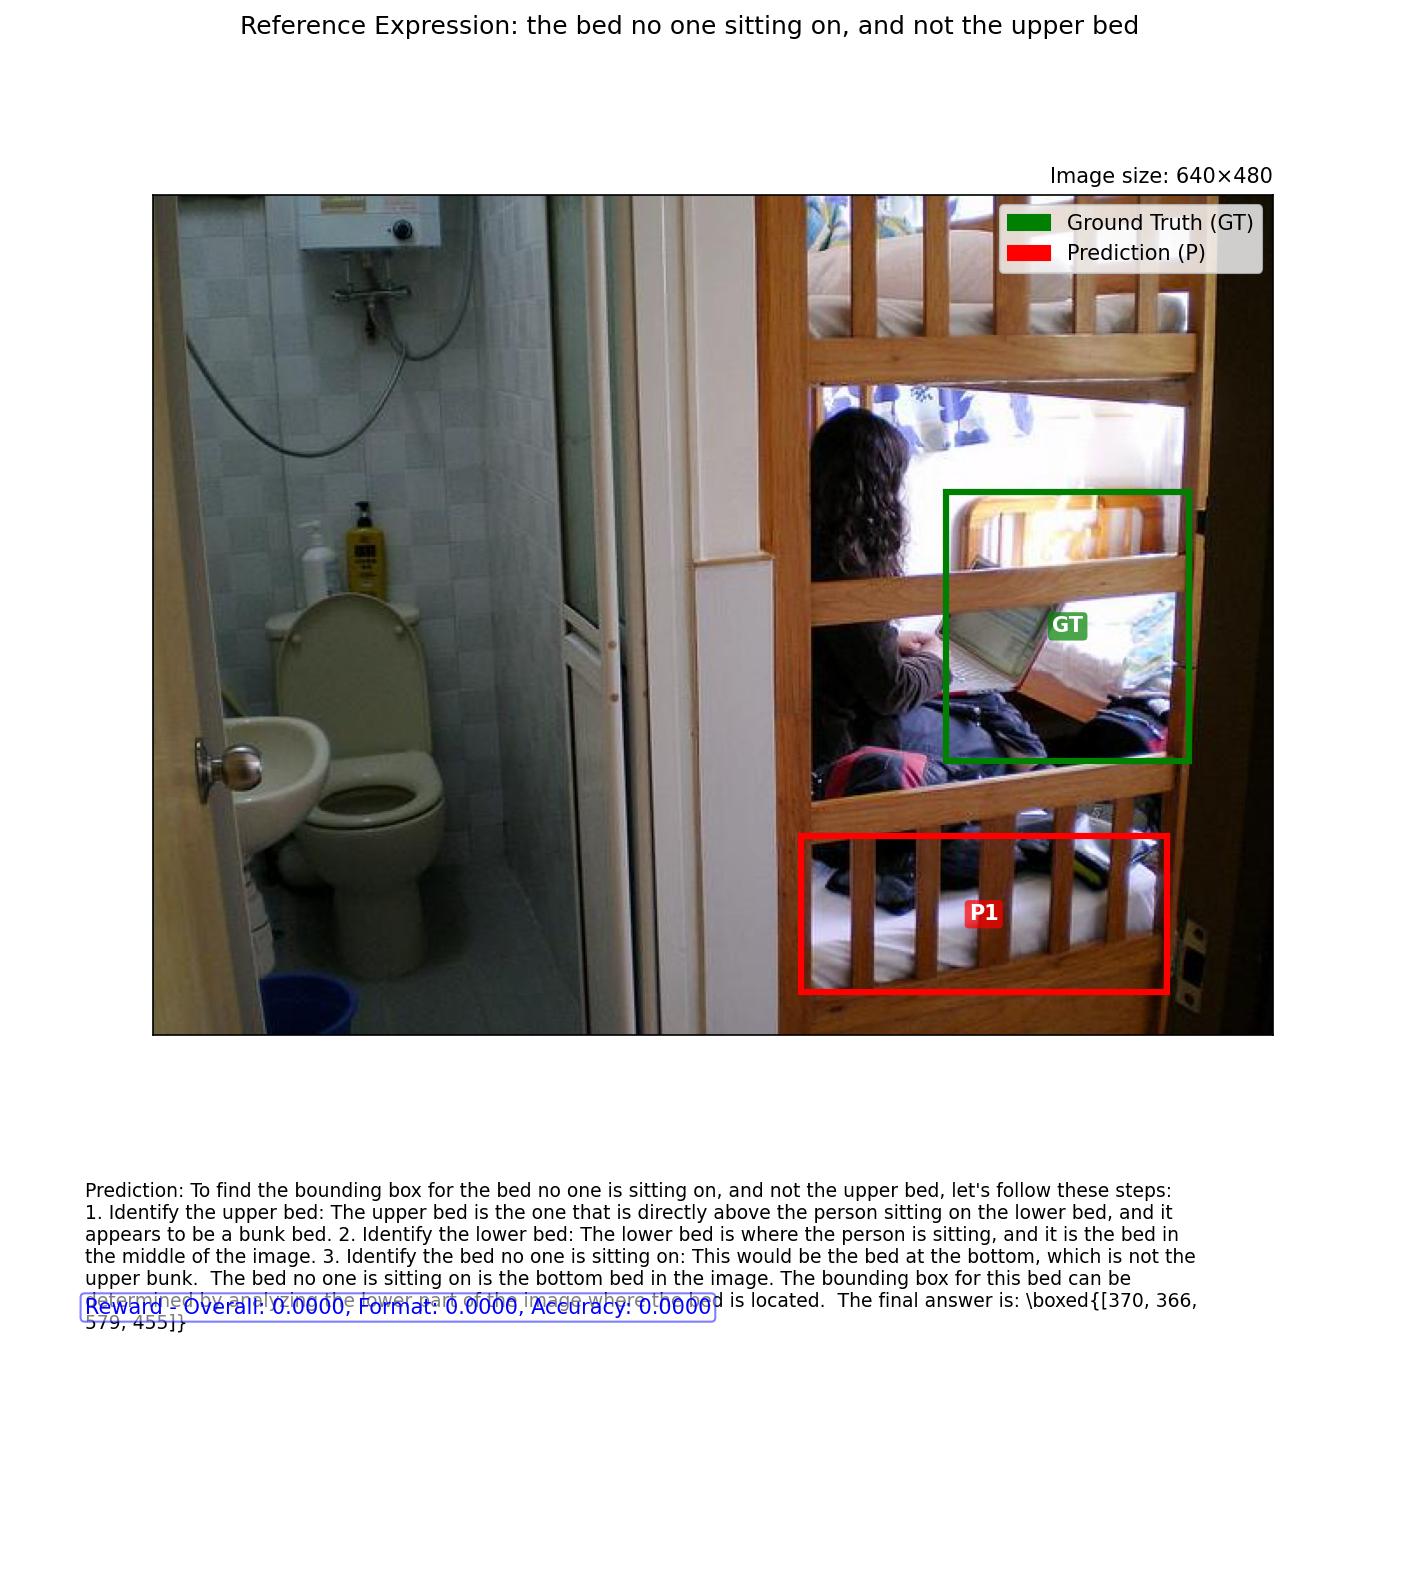 Reference Expression: the bed no one sitting on, and not the upper bed
Image size: 640×480
Ground Truth (GT)
Prediction (P)
GT
P1
Prediction: To find the bounding box for the bed no one is sitting on, and not the upper bed, let's follow these steps:
1. Identify the upper bed: The upper bed is the one that is directly above the person sitting on the lower bed, and it
appears to be a bunk bed. 2. Identify the lower bed: The lower bed is where the person is sitting, and it is the bed in
the middle of the image. 3. Identify the bed no one is sitting on: This would be the bed at the bottom, which is not the
upper bunk.  The bed no one is sitting on is the bottom bed in the image. The bounding box for this bed can be
determined by analyzing the lower part of the image where the bed is located.  The final answer is: \boxed{[370, 366,
Reward - Overall: 0.0000, Format: 0.0000, Accuracy: 0.0000
579, 455]}